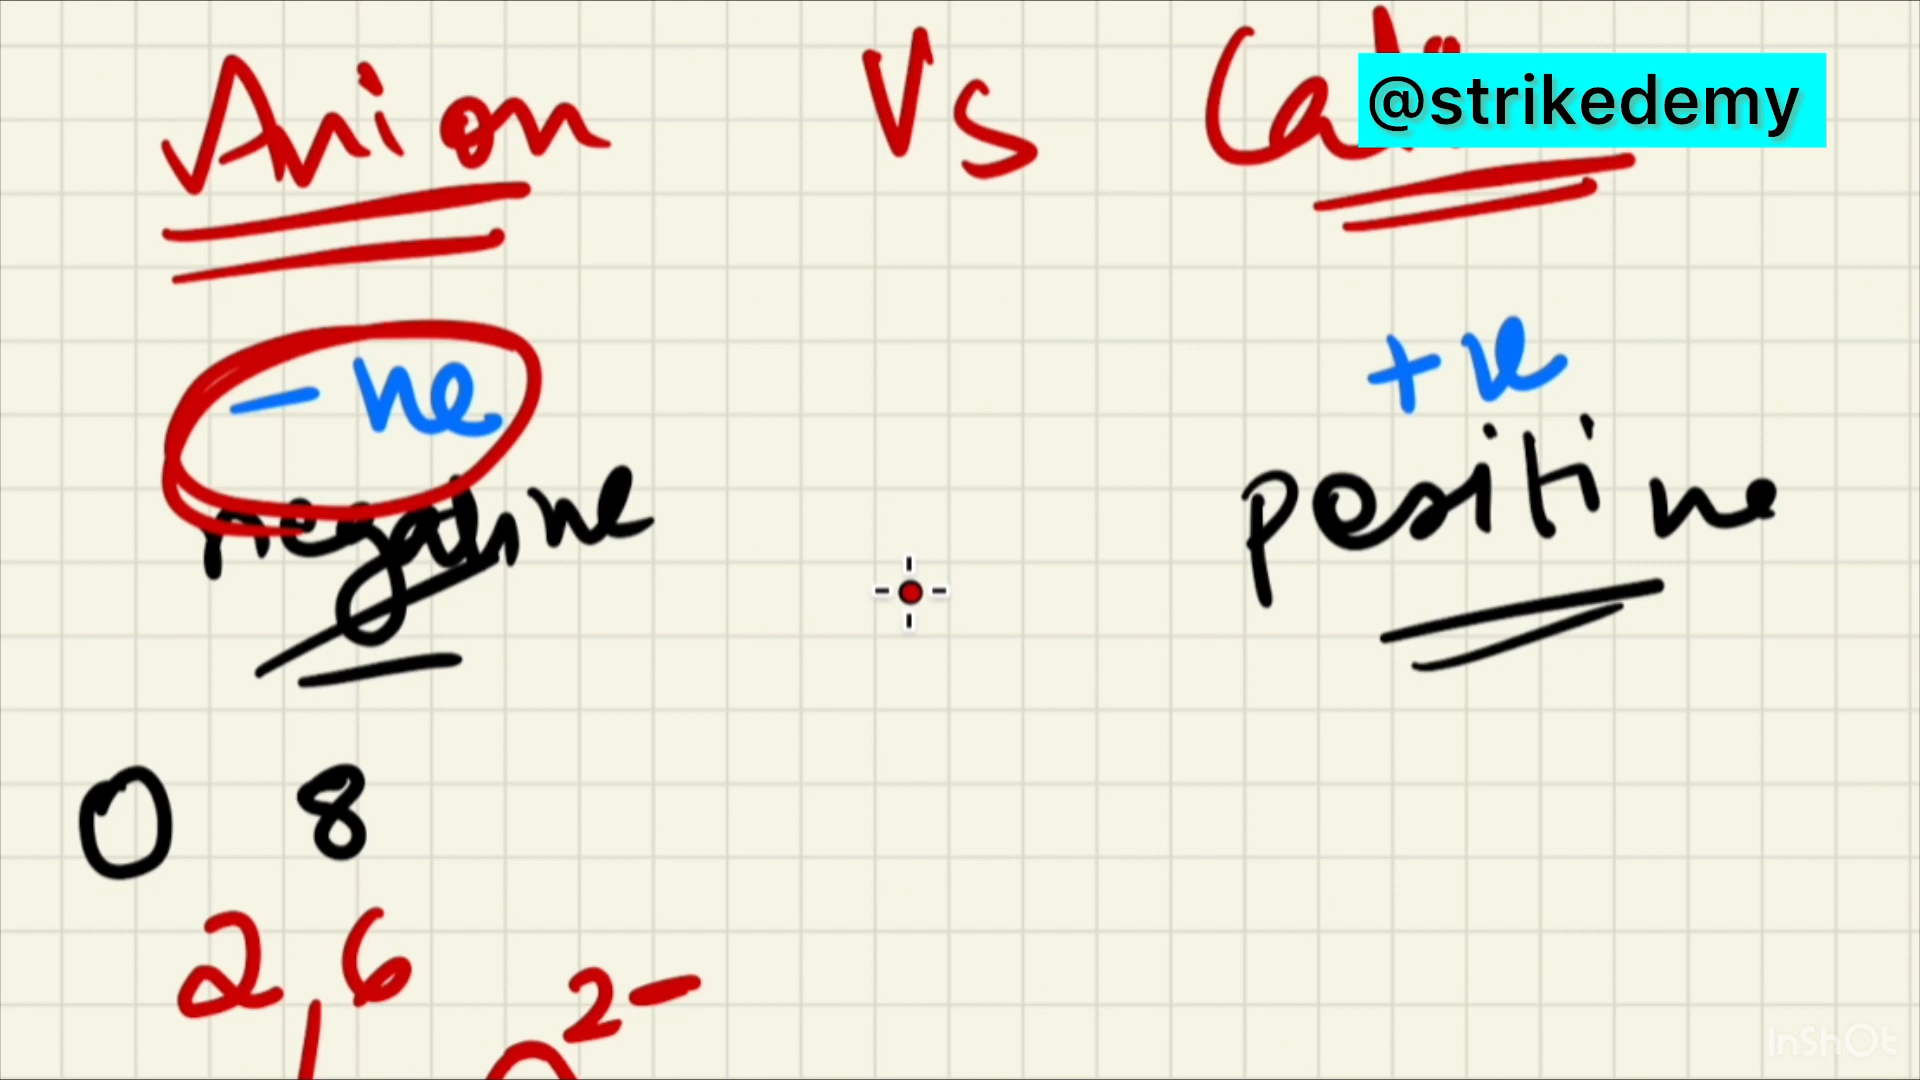 Anion Vs
@strikedemy
-ve +ve
negative positive
O 8
2,6
2-
InShOt